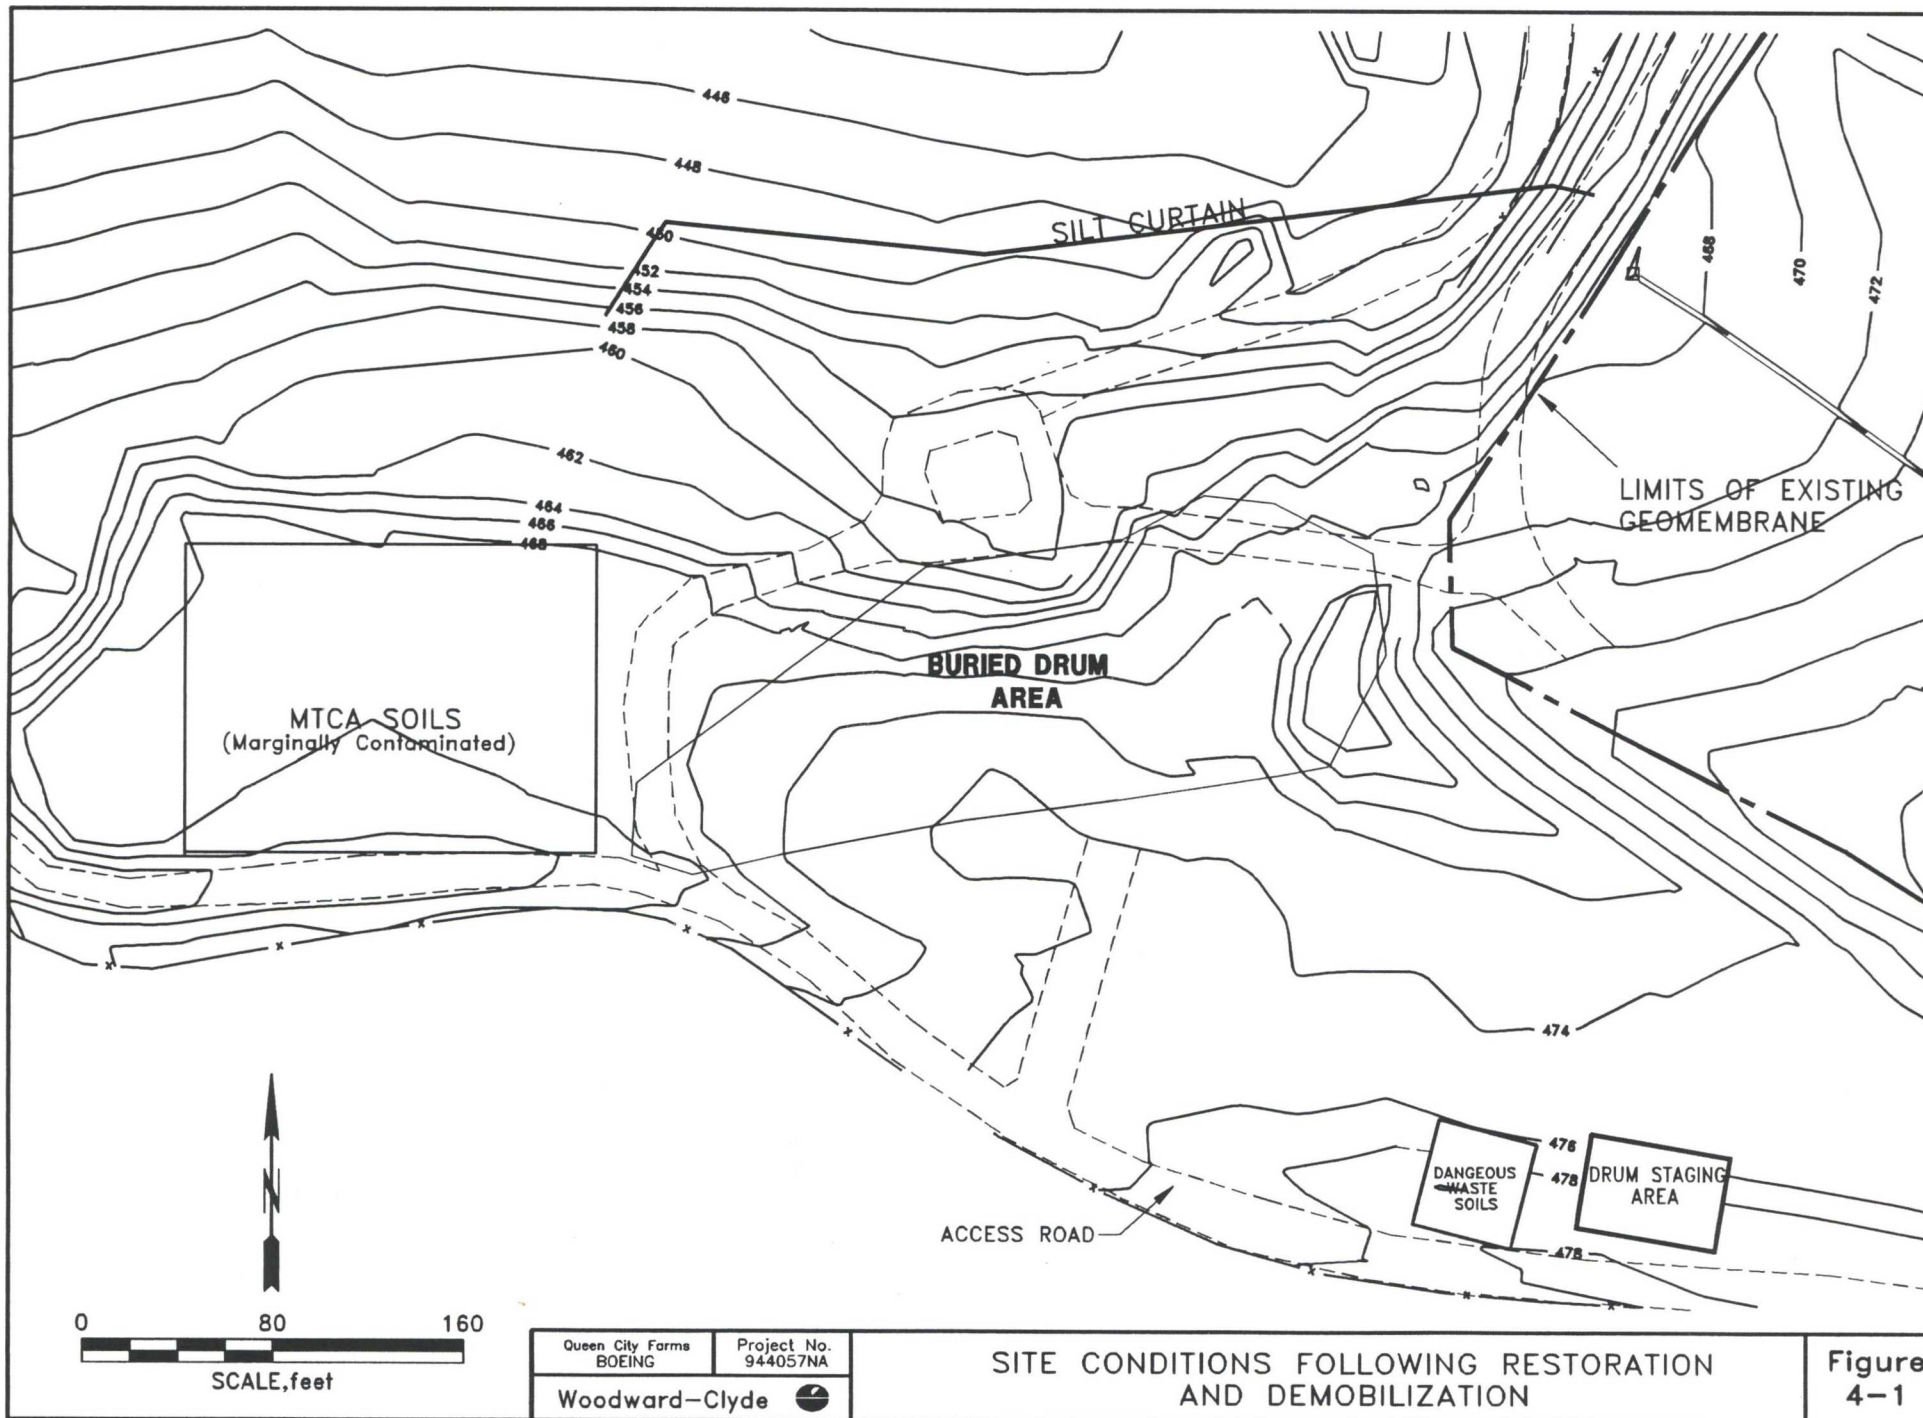 446
448
SILT CURTAIN
450
452
454
456
458
460
468
470
472
462
464
466
468
LIMITS OF EXISTING
GEOMEMBRANE
BURIED DRUM
AREA
MTCA SOILS
(Marginally Contaminated)
474
476
478
478
DANGEOUS
WASTE
SOILS
DRUM STAGING
AREA
ACCESS ROAD
N
0 80 160
SCALE,feet
Queen City Farms
BOEING
Project No.
944057NA
Woodward-Clyde
SITE CONDITIONS FOLLOWING RESTORATION
AND DEMOBILIZATION
Figure
4-1